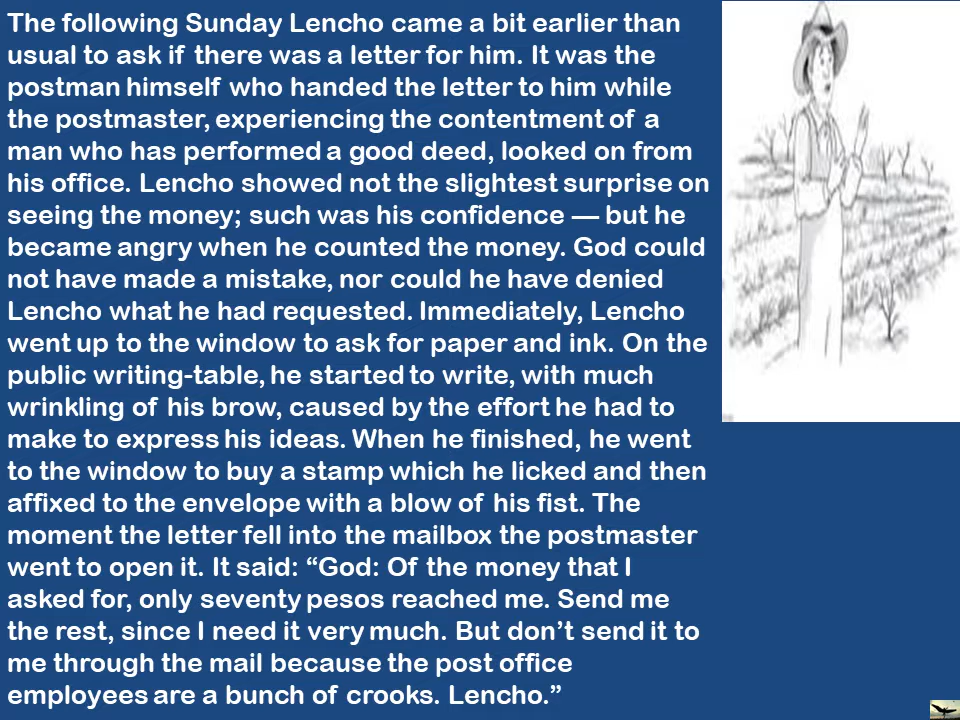 The following Sunday Lencho came a bit earlier than
usual to ask if there was a letter for him. It was the
postman himself who handed the letter to him while
the postmaster, experiencing the contentment of a
man who has performed a good deed, looked on from
his office. Lencho showed not the slightest surprise on
seeing the money; such was his confidence — but he
became angry when he counted the money. God could
not have made a mistake, nor could he have denied
Lencho what he had requested. Immediately, Lencho
went up to the window to ask for paper and ink. On the
public writing-table, he started to write, with much
wrinkling of his brow, caused by the effort he had to
make to express his ideas. When he finished, he went
to the window to buy a stamp which he licked and then
affixed to the envelope with a blow of his fist. The
moment the letter fell into the mailbox the postmaster
went to open it. It said: “God: Of the money that I
asked for, only seventy pesos reached me. Send me
the rest, since I need it very much. But don’t send it to
me through the mail because the post office
employees are a bunch of crooks. Lencho.”